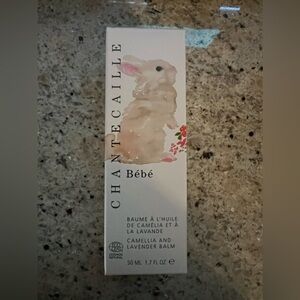 CHANTECAILLE
Bébé
BAUME À L'HUILE
DE CAMÉLIA ET À
LA LAVANDE
CAMELLIA AND
LAVENDER BALM
50 ML 1.7 FL. OZ e